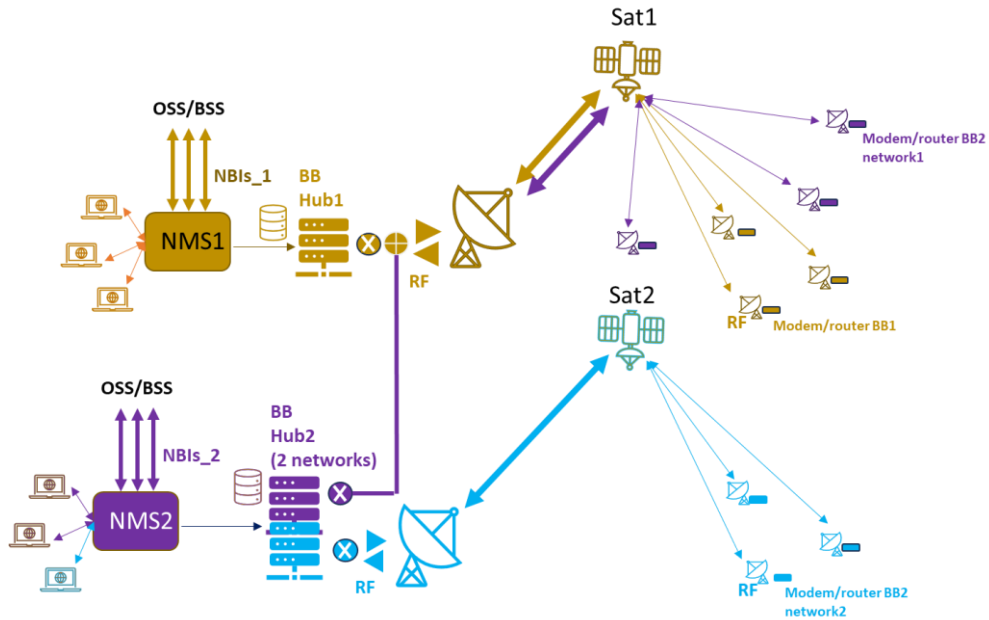 Sat1
OSS/BSS
NBIs_1
BB
Hub1
NMS1
X
RF
Modem/router BB2
network1
RF
Modem/router BB1
Sat2
OSS/BSS
NBIs_2
BB
Hub2
(2 networks)
NMS2
X
X
RF
RF
Modem/router BB2
network2